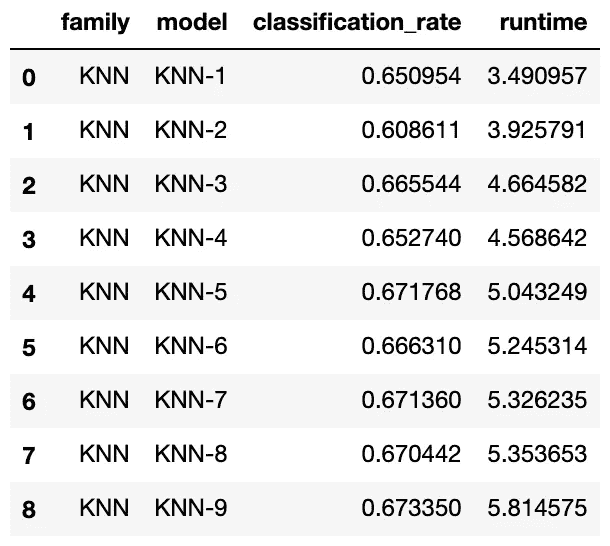 family model classification_rate runtime
0 KNN KNN-1 0.650954 3.490957
1 KNN KNN-2 0.608611 3.925791
2 KNN KNN-3 0.665544 4.664582
3 KNN KNN-4 0.652740 4.568642
4 KNN KNN-5 0.671768 5.043249
5 KNN KNN-6 0.666310 5.245314
6 KNN KNN-7 0.671360 5.326235
7 KNN KNN-8 0.670442 5.353653
8 KNN KNN-9 0.673350 5.814575